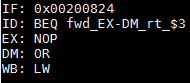 IF: 0x00200824
ID: BEQ fwd_EX-DM_rt_$3
EX: NOP
DM: OR
WB: LW